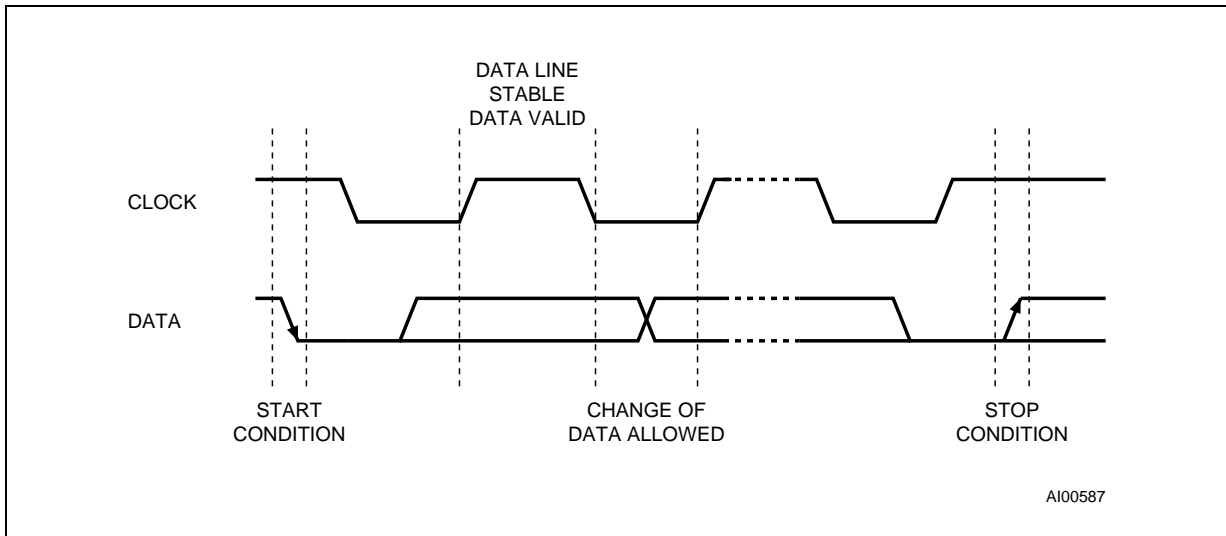 DATA LINE
STABLE
DATA VALID
CLOCK
DATA
START
CONDITION
CHANGE OF
DATA ALLOWED
STOP
CONDITION
AI00587